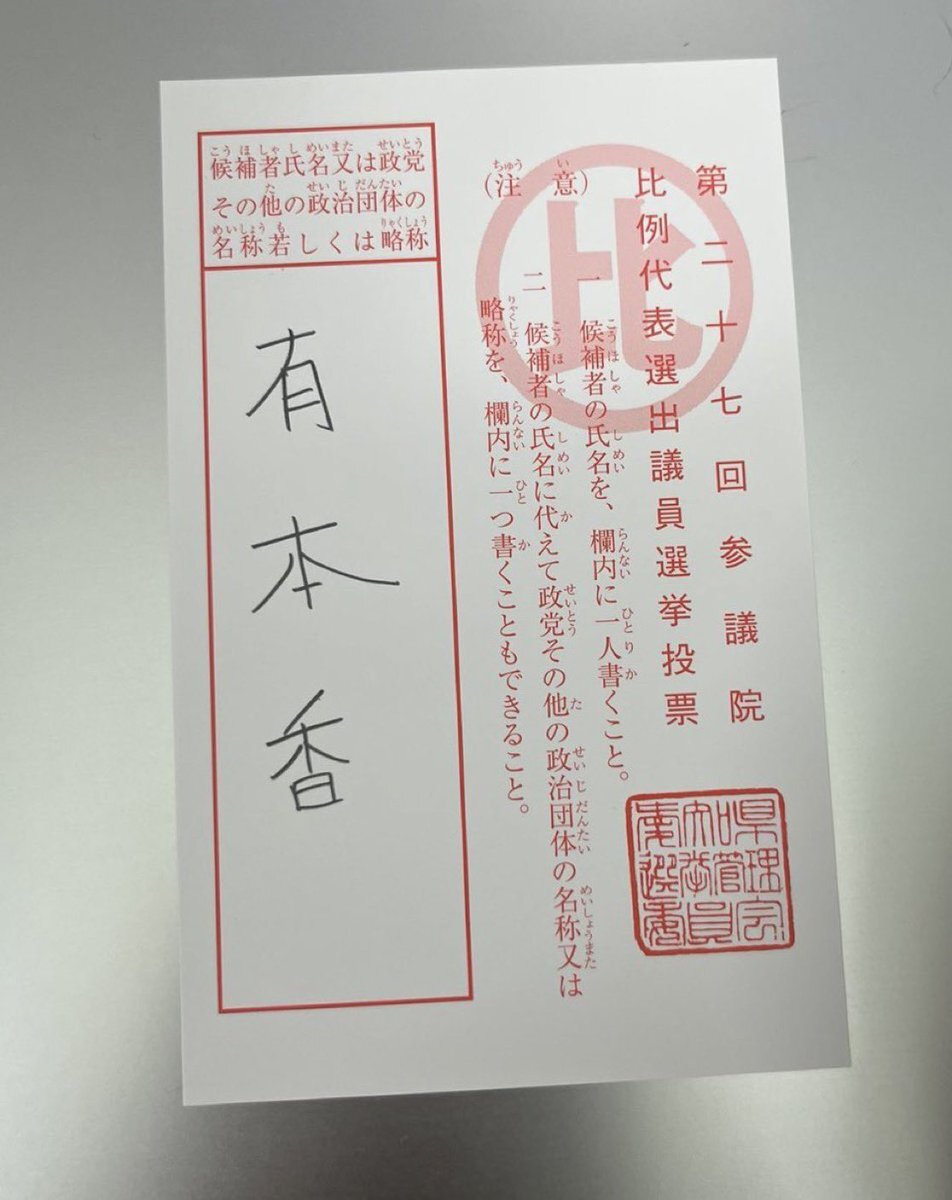 第二十七回参議院
比例代表選出議員選挙投票
比
（注意）
一 候補者の氏名を、欄内に一人書くこと。
二 候補者の氏名に代えて政党その他の政治団体の名称又は
略称を、欄内に一つ書くこともできること。
候補者氏名又は政党
その他の政治団体の
名称若しくは略称
有本香